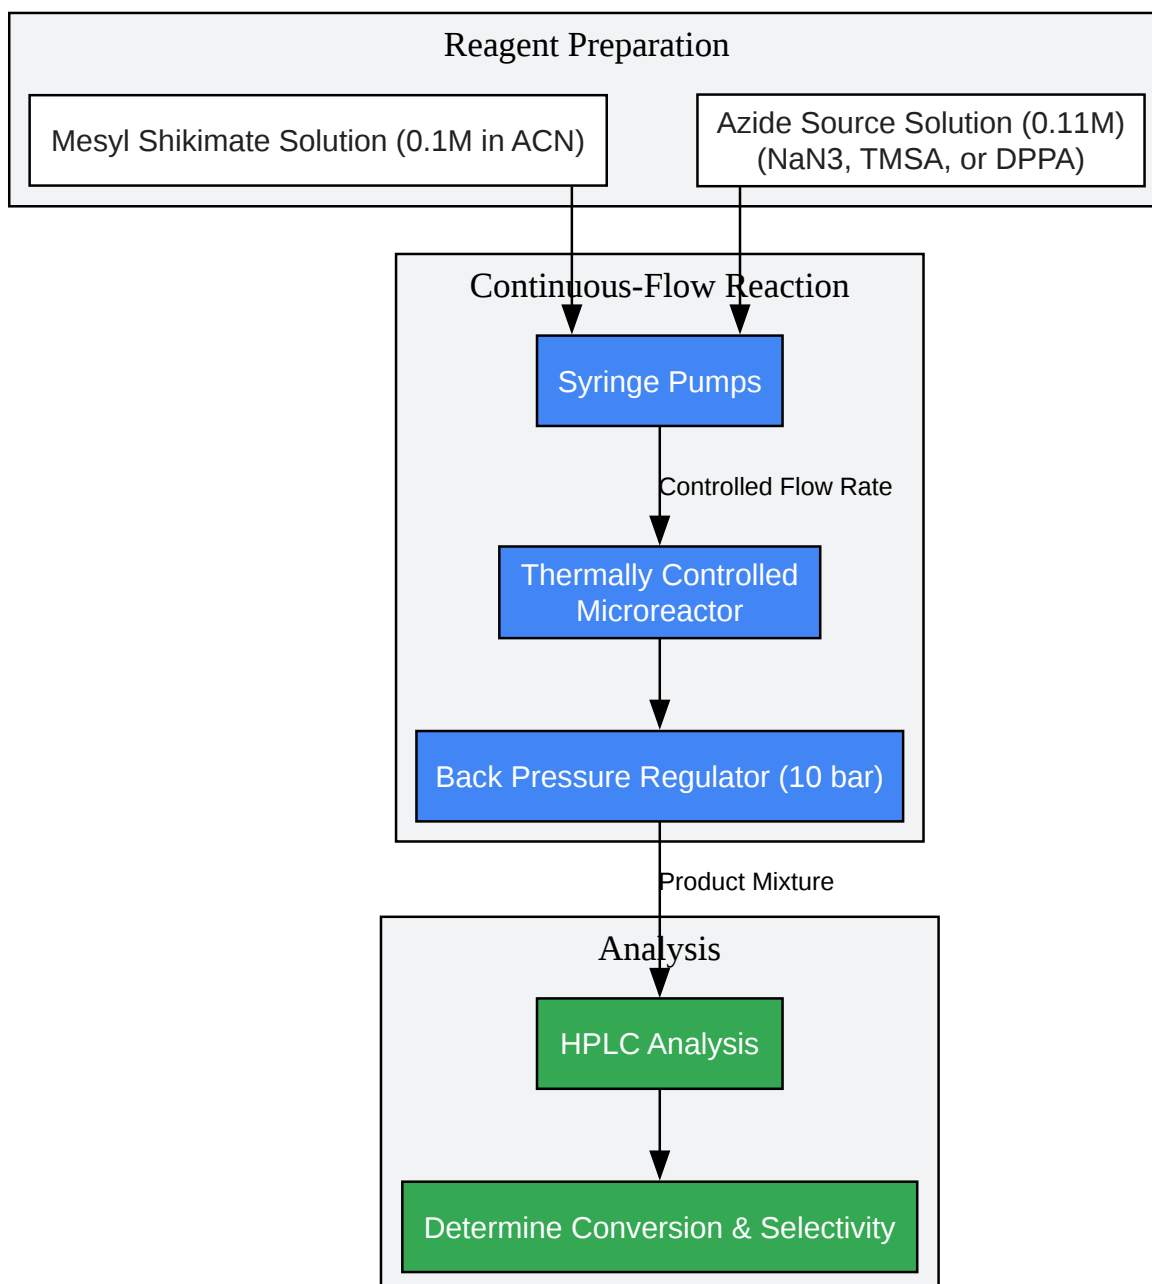 Reagent Preparation
Mesyl Shikimate Solution (0.1M in ACN)
Azide Source Solution (0.11M)
(NaN3, TMSA, or DPPA)
Continuous-Flow Reaction
Syringe Pumps
Controlled Flow Rate
Thermally Controlled
Microreactor
Back Pressure Regulator (10 bar)
Product Mixture
Analysis
HPLC Analysis
Determine Conversion & Selectivity